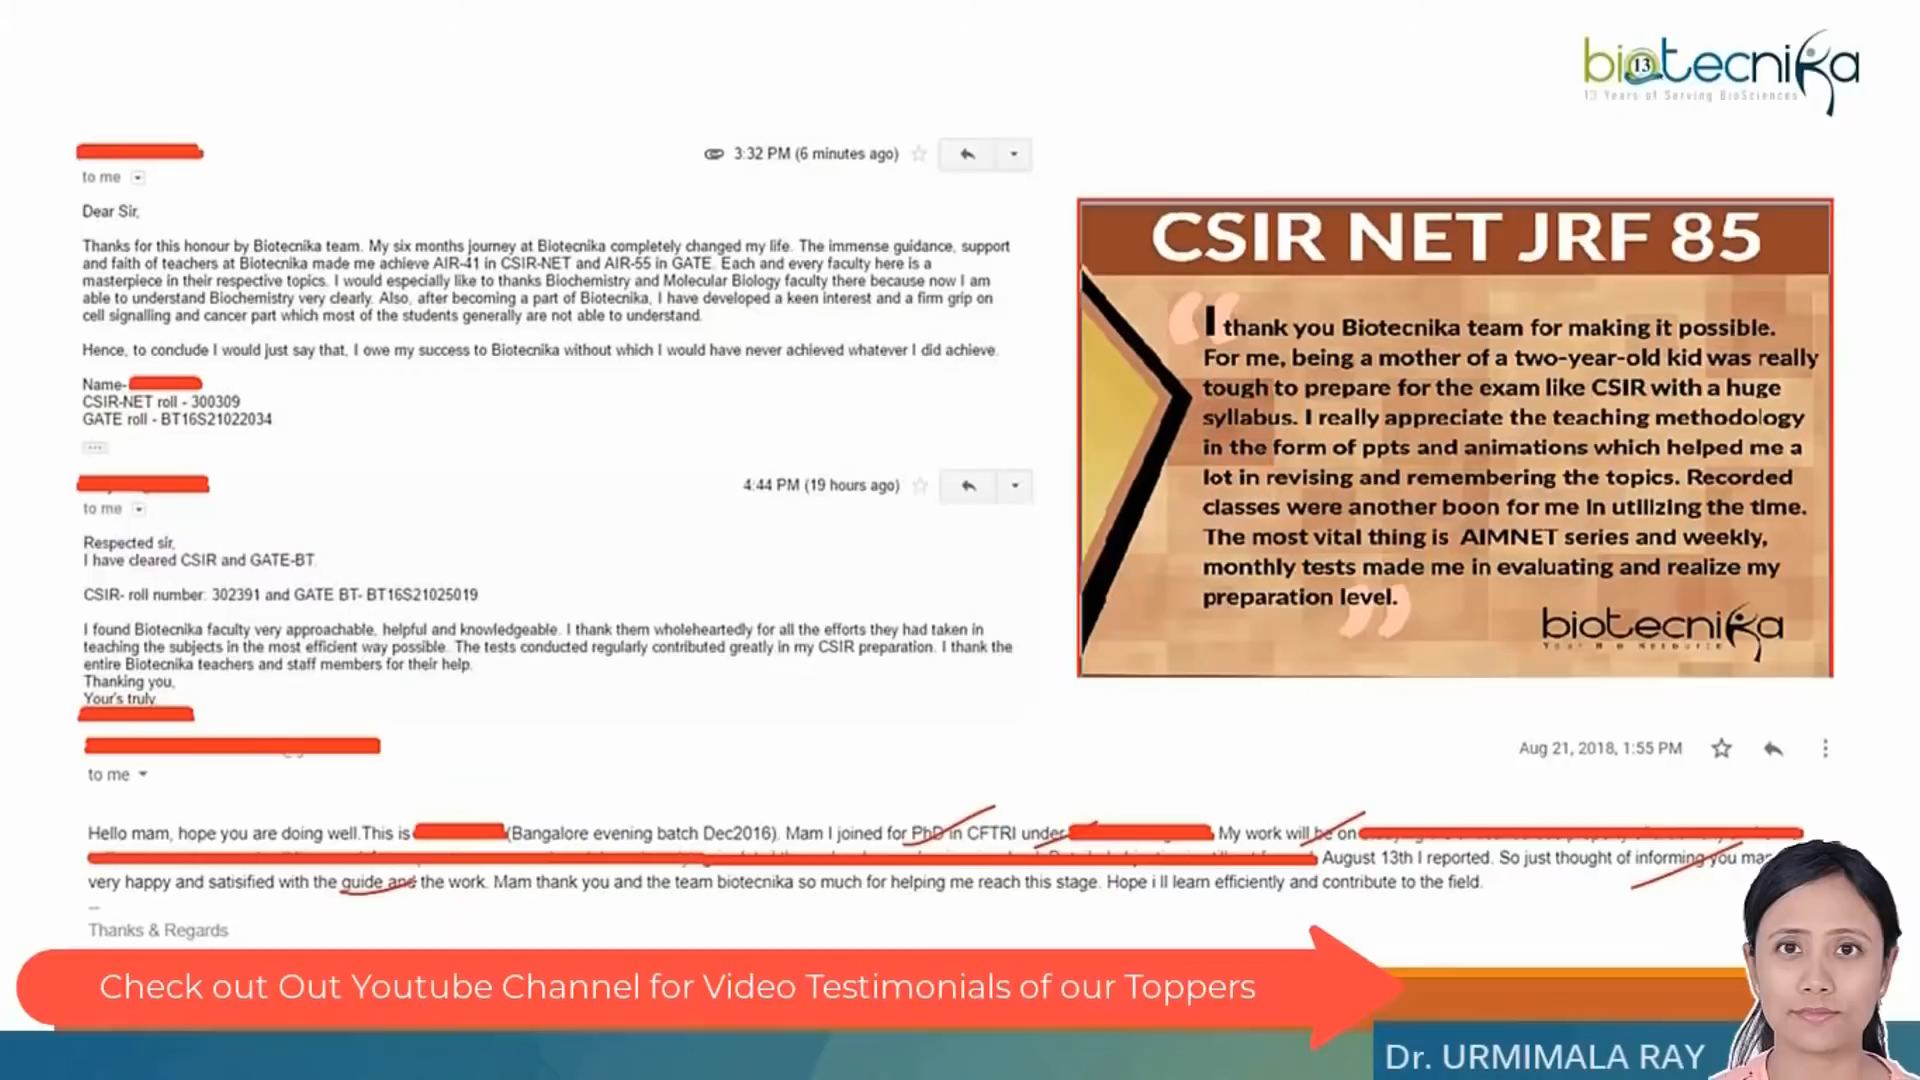 biotecnika
13
13 Years of Serving BioSciences
3:32 PM (6 minutes ago)
to me
Dear Sir,
Thanks for this honour by Biotecnika team. My six months journey at Biotecnika completely changed my life. The immense guidance, support
and faith of teachers at Biotecnika made me achieve AIR-41 in CSIR-NET and AIR-55 in GATE. Each and every faculty here is a
masterpiece in their respective topics. I would especially like to thanks Biochemistry and Molecular Biology faculty there because now I am
able to understand Biochemistry very clearly. Also, after becoming a part of Biotecnika, I have developed a keen interest and a firm grip on
cell signalling and cancer part which most of the students generally are not able to understand.
Hence, to conclude I would just say that, I owe my success to Biotecnika without which I would have never achieved whatever I did achieve.
Name-
CSIR-NET roll - 300309
GATE roll - BT16S21022034
4:44 PM (19 hours ago)
to me
Respected sir,
I have cleared CSIR and GATE-BT.
CSIR- roll number: 302391 and GATE BT- BT16S21025019
I found Biotecnika faculty very approachable, helpful and knowledgeable. I thank them wholeheartedly for all the efforts they had taken in
teaching the subjects in the most efficient way possible. The tests conducted regularly contributed greatly in my CSIR preparation. I thank the
entire Biotecnika teachers and staff members for their help.
Thanking you,
Your's truly
CSIR NET JRF 85
“I thank you Biotecnika team for making it possible.
For me, being a mother of a two-year-old kid was really
tough to prepare for the exam like CSIR with a huge
syllabus. I really appreciate the teaching methodology
in the form of ppts and animations which helped me a
lot in revising and remembering the topics. Recorded
classes were another boon for me in utilizing the time.
The most vital thing is AIMNET series and weekly,
monthly tests made me in evaluating and realize my
preparation level.”
biotecnika
Aug 21, 2018, 1:55 PM
to me
Hello mam, hope you are doing well.This is (Bangalore evening batch Dec2016). Mam I joined for PhD in CFTRI under My work will be on
August 13th I reported. So just thought of informing you
very happy and satisified with the guide and the work. Mam thank you and the team biotecnika so much for helping me reach this stage. Hope i ll learn efficiently and contribute to the field.
--
Thanks & Regards
Check out Out Youtube Channel for Video Testimonials of our Toppers
Dr. URMIMALA RAY